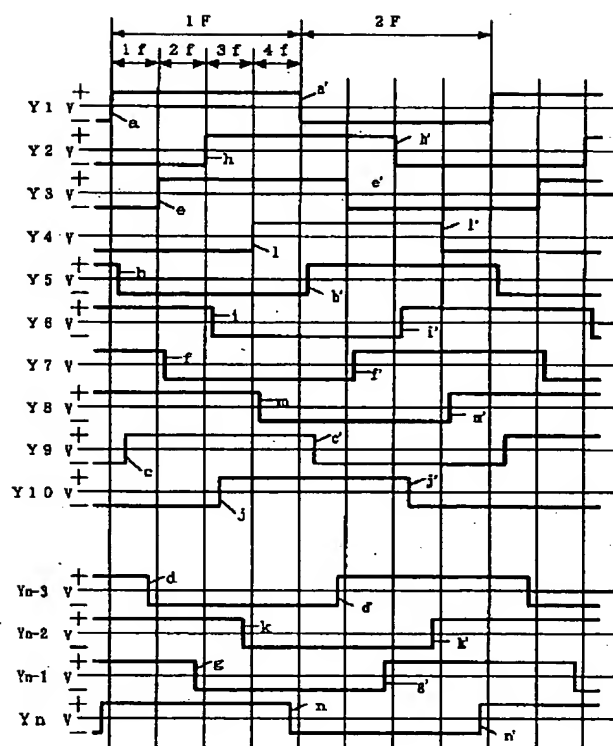 1 F 2 F
1 f 2 f 3 f 4 f
Y 1 V + − a a'
Y 2 V + − h h'
Y 3 V + − e e'
Y 4 V + − l l'
Y 5 V + − b b'
Y 6 V + − i i'
Y 7 V + − f f'
Y 8 V + − m m'
Y 9 V + − c c'
Y 1 0 V + − j j'
Yn-3 V + − d d'
Yn-2 V + − k k'
Yn-1 V + − g g'
Y n V + − n n'